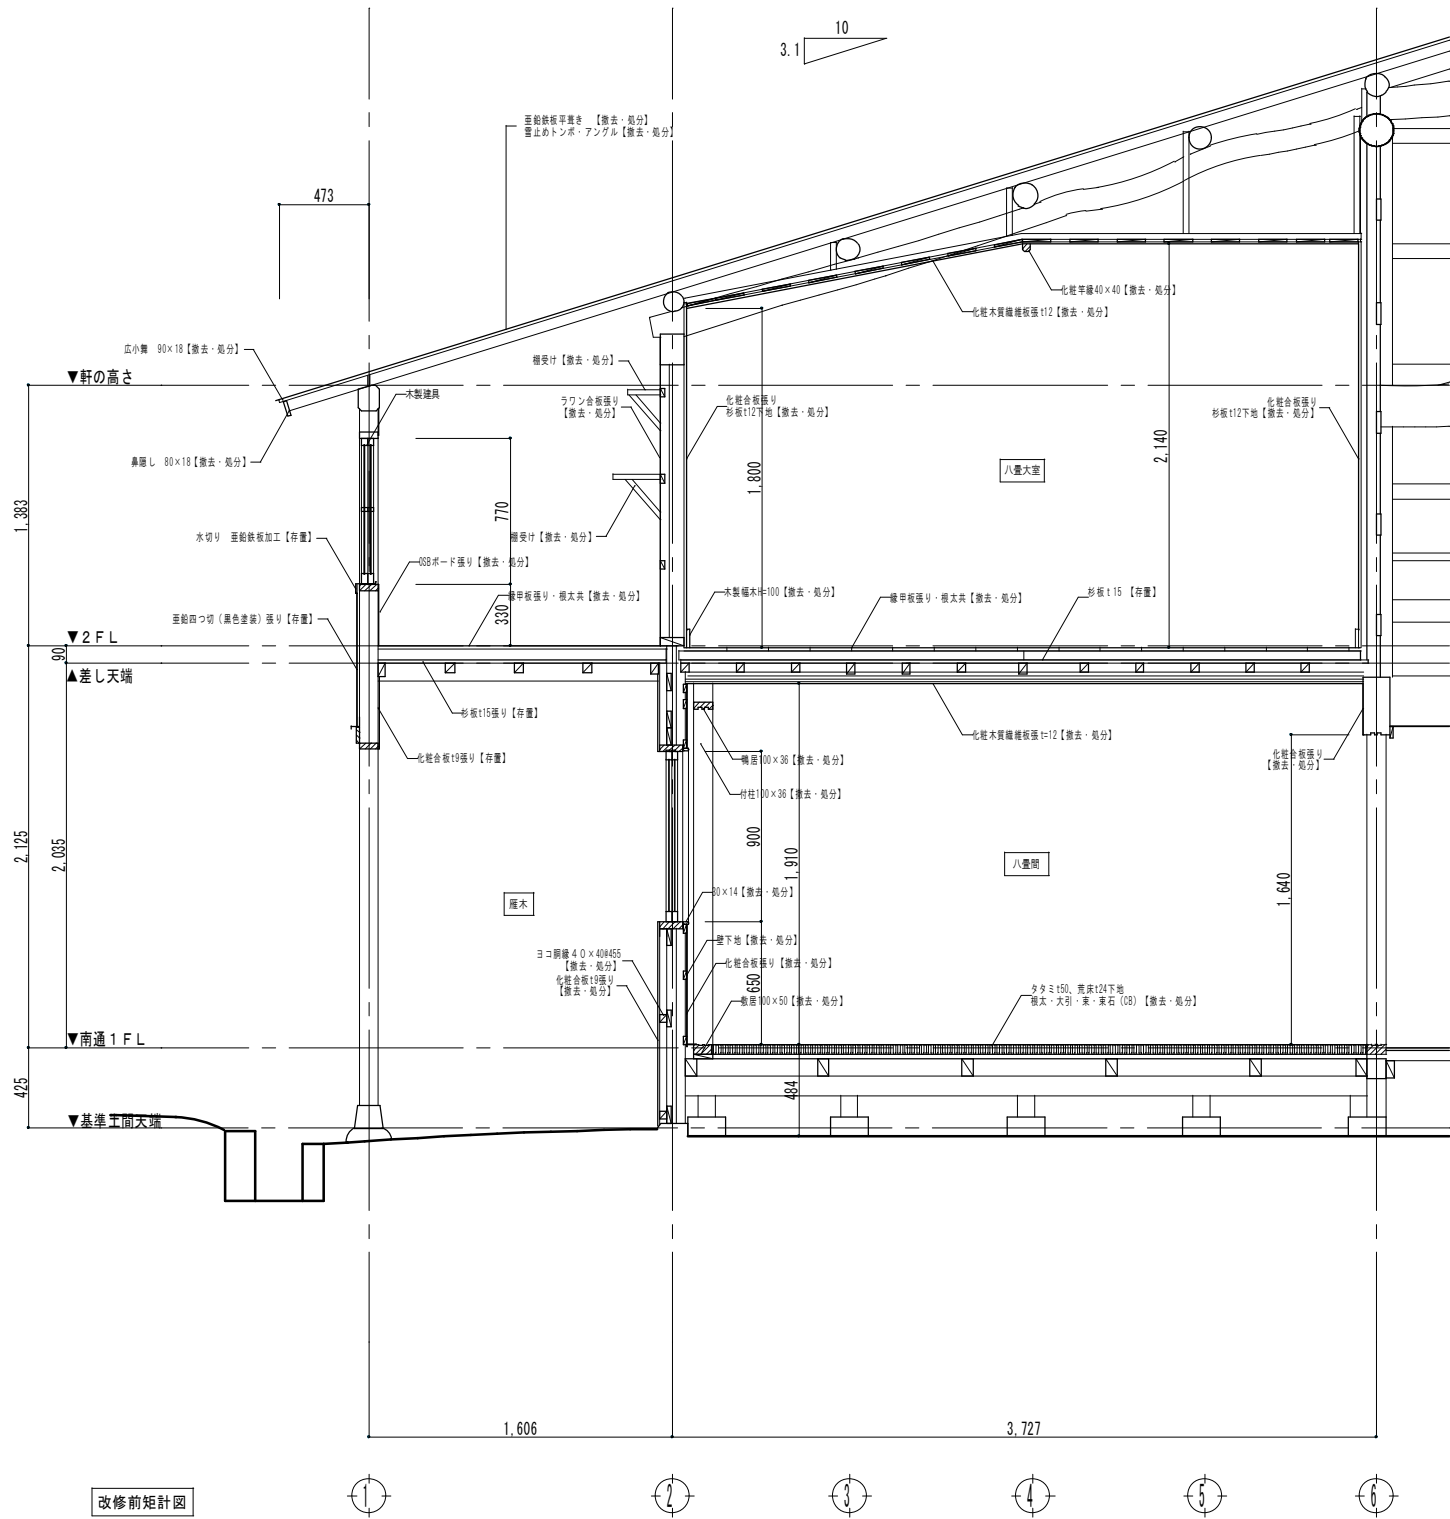 10
3.1
亜鉛鉄板平葺き 【撤去・処分】
雪止めトンボ・アングル【撤去・処分】
473
化粧竿縁40×40【撤去・処分】
化粧木質繊維板張t12【撤去・処分】
広小舞 90×18【撤去・処分】
▼軒の高さ
棚受け【撤去・処分】
木製建具
ラワン合板張り
【撤去・処分】
化粧合板張り
杉板t12下地【撤去・処分】
化粧合板張り
杉板t12下地【撤去・処分】
鼻隠し 80×18【撤去・処分】
八畳大室
2,140
1,800
1,383
770
水切り 亜鉛鉄板加工【存置】
棚受け【撤去・処分】
OSBボード張り【撤去・処分】
縁甲板張り・根太共【撤去・処分】
木製幅木H=100【撤去・処分】
縁甲板張り・根太共【撤去・処分】
杉板ｔ15 【存置】
亜鉛四つ切（黒色塗装）張り【存置】
330
▼２ＦＬ
90
▲差し天端
杉板t15張り【存置】
化粧木質繊維板張t=12【撤去・処分】
化粧合板t9張り【存置】
鴨居100×36【撤去・処分】
化粧合板張り
【撤去・処分】
付柱100×36【撤去・処分】
2,125
2,035
900
1,910
八畳間
1,640
雁木
30×14【撤去・処分】
ヨコ胴縁４０×40@455
【撤去・処分】
壁下地【撤去・処分】
化粧合板t9張り
【撤去・処分】
化粧合板張り【撤去・処分】
650
敷居100×50【撤去・処分】
タタミt50、荒床t24下地
根太・大引・束・束石（CB）【撤去・処分】
▼南通１ＦＬ
425
484
▼基準土間天端
1,606
3,727
改修前矩計図
1
2
3
4
5
6